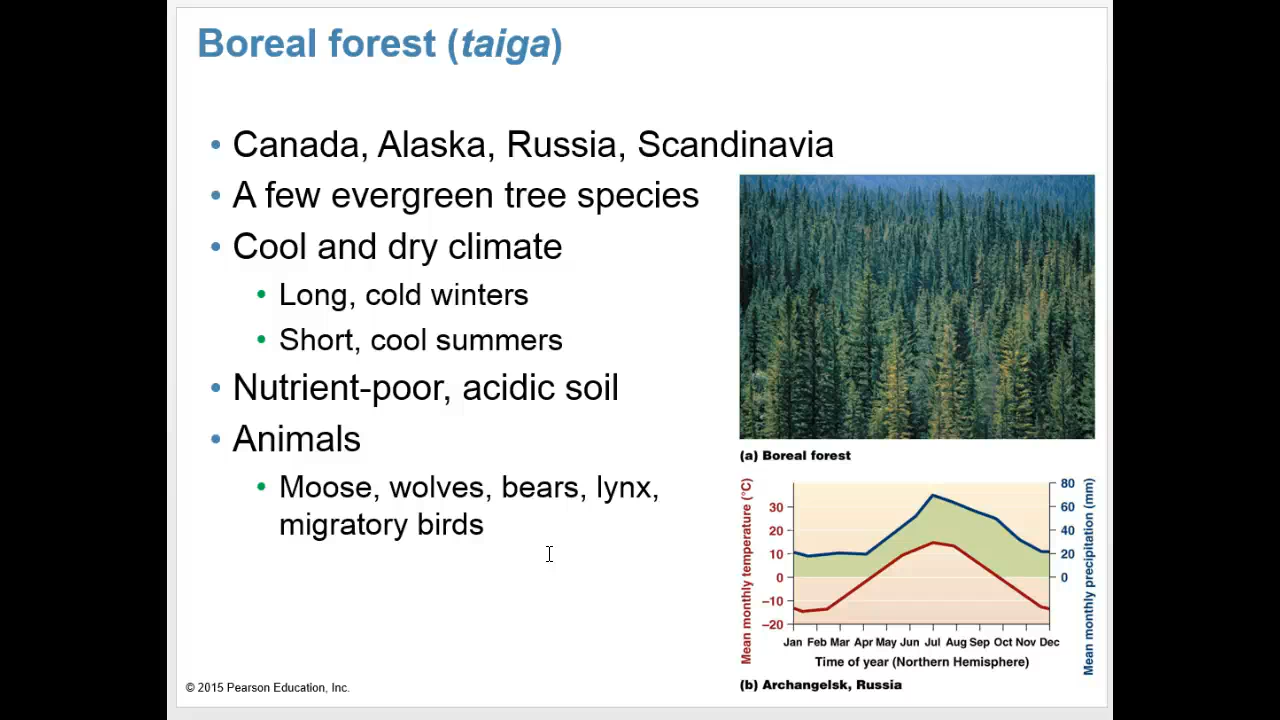 Boreal forest (taiga)
• Canada, Alaska, Russia, Scandinavia
• A few evergreen tree species
• Cool and dry climate
• Long, cold winters
• Short, cool summers
• Nutrient-poor, acidic soil
• Animals
• Moose, wolves, bears, lynx,
migratory birds
(a) Boreal forest
Mean monthly temperature (°C)
30
20
10
0
–10
–20
80
60
40
20
0
Mean monthly precipitation (mm)
Jan Feb Mar Apr May Jun Jul Aug Sep Oct Nov Dec
Time of year (Northern Hemisphere)
(b) Archangelsk, Russia
© 2015 Pearson Education, Inc.